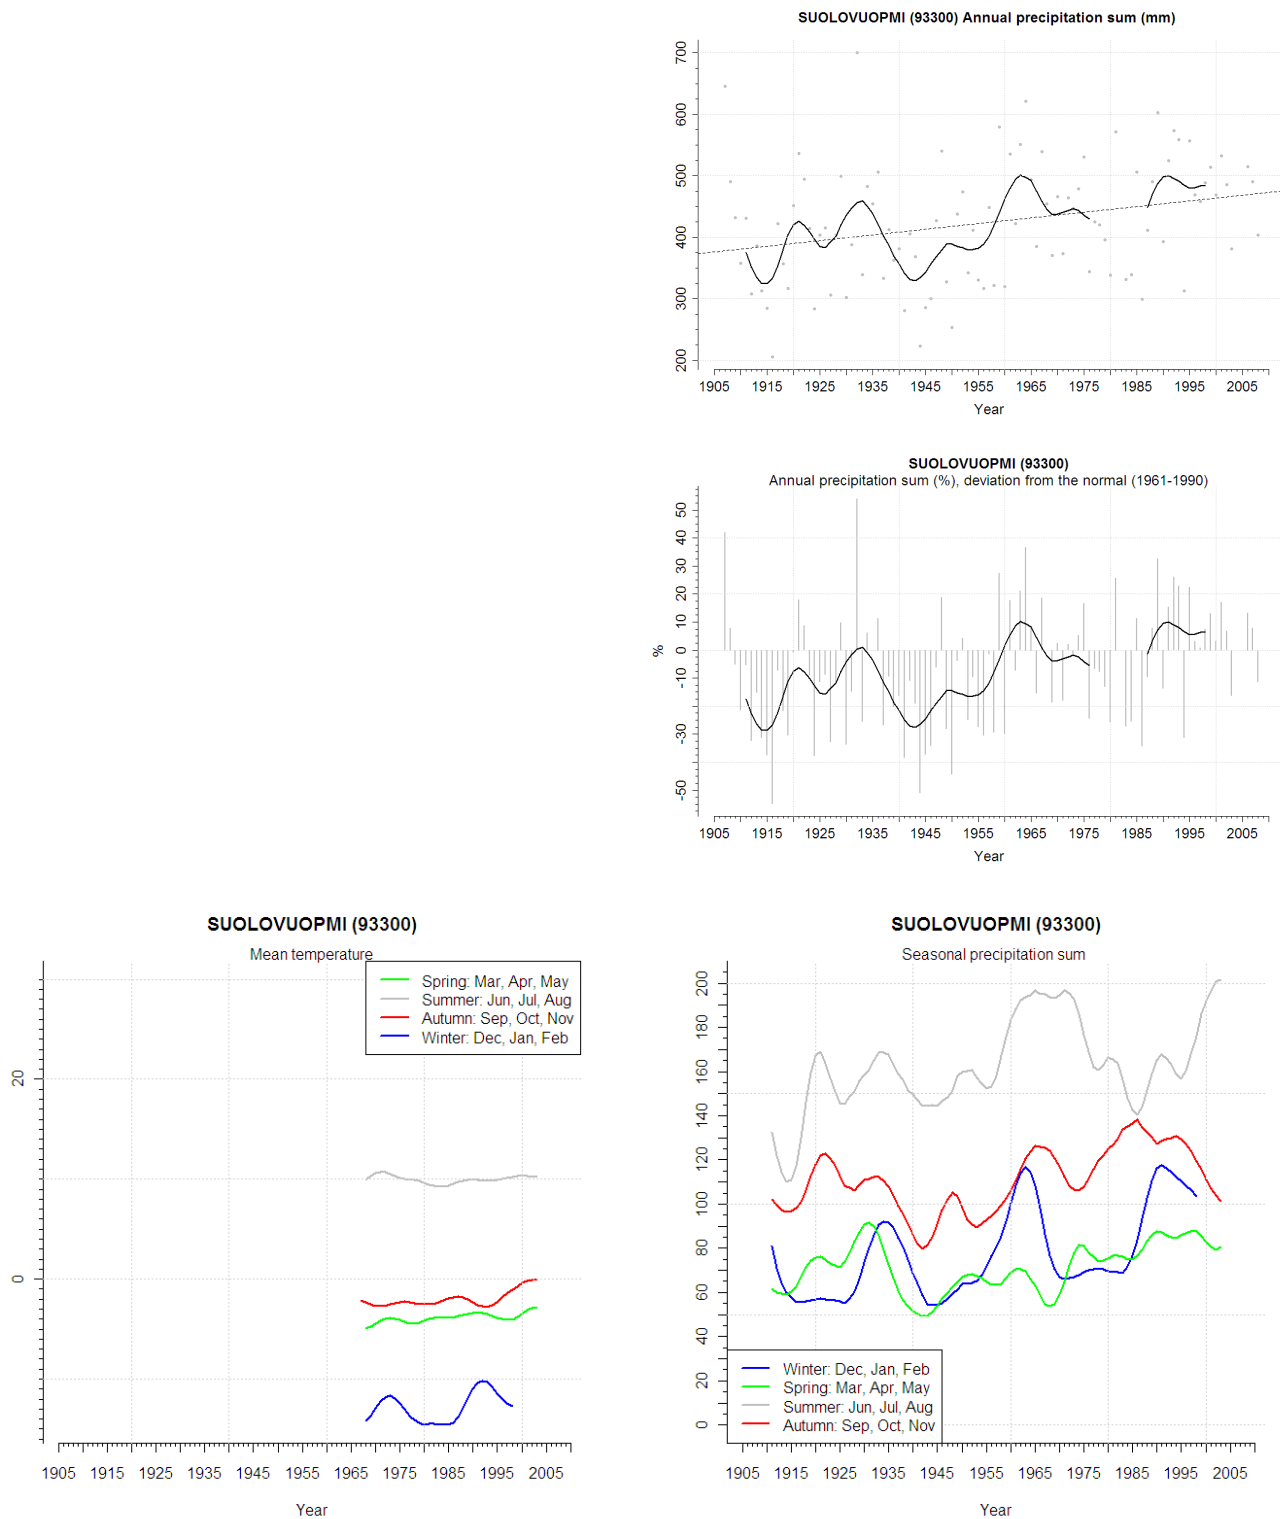 SUOLOVUOPMI (93300) Annual precipitation sum (mm)
700
600
500
400
300
200
1905 1915 1925 1935 1945 1955 1965 1975 1985 1995 2005
Year
SUOLOVUOPMI (93300)
Annual precipitation sum (%), deviation from the normal (1961-1990)
%
50
40
30
20
10
0
-10
-30
-50
1905 1915 1925 1935 1945 1955 1965 1975 1985 1995 2005
Year
SUOLOVUOPMI (93300)
Mean temperature
Spring: Mar, Apr, May
Summer: Jun, Jul, Aug
Autumn: Sep, Oct, Nov
Winter: Dec, Jan, Feb
20
0
1905 1915 1925 1935 1945 1955 1965 1975 1985 1995 2005
Year
SUOLOVUOPMI (93300)
Seasonal precipitation sum
200
180
160
140
120
100
80
60
40
20
0
Winter: Dec, Jan, Feb
Spring: Mar, Apr, May
Summer: Jun, Jul, Aug
Autumn: Sep, Oct, Nov
1905 1915 1925 1935 1945 1955 1965 1975 1985 1995 2005
Year